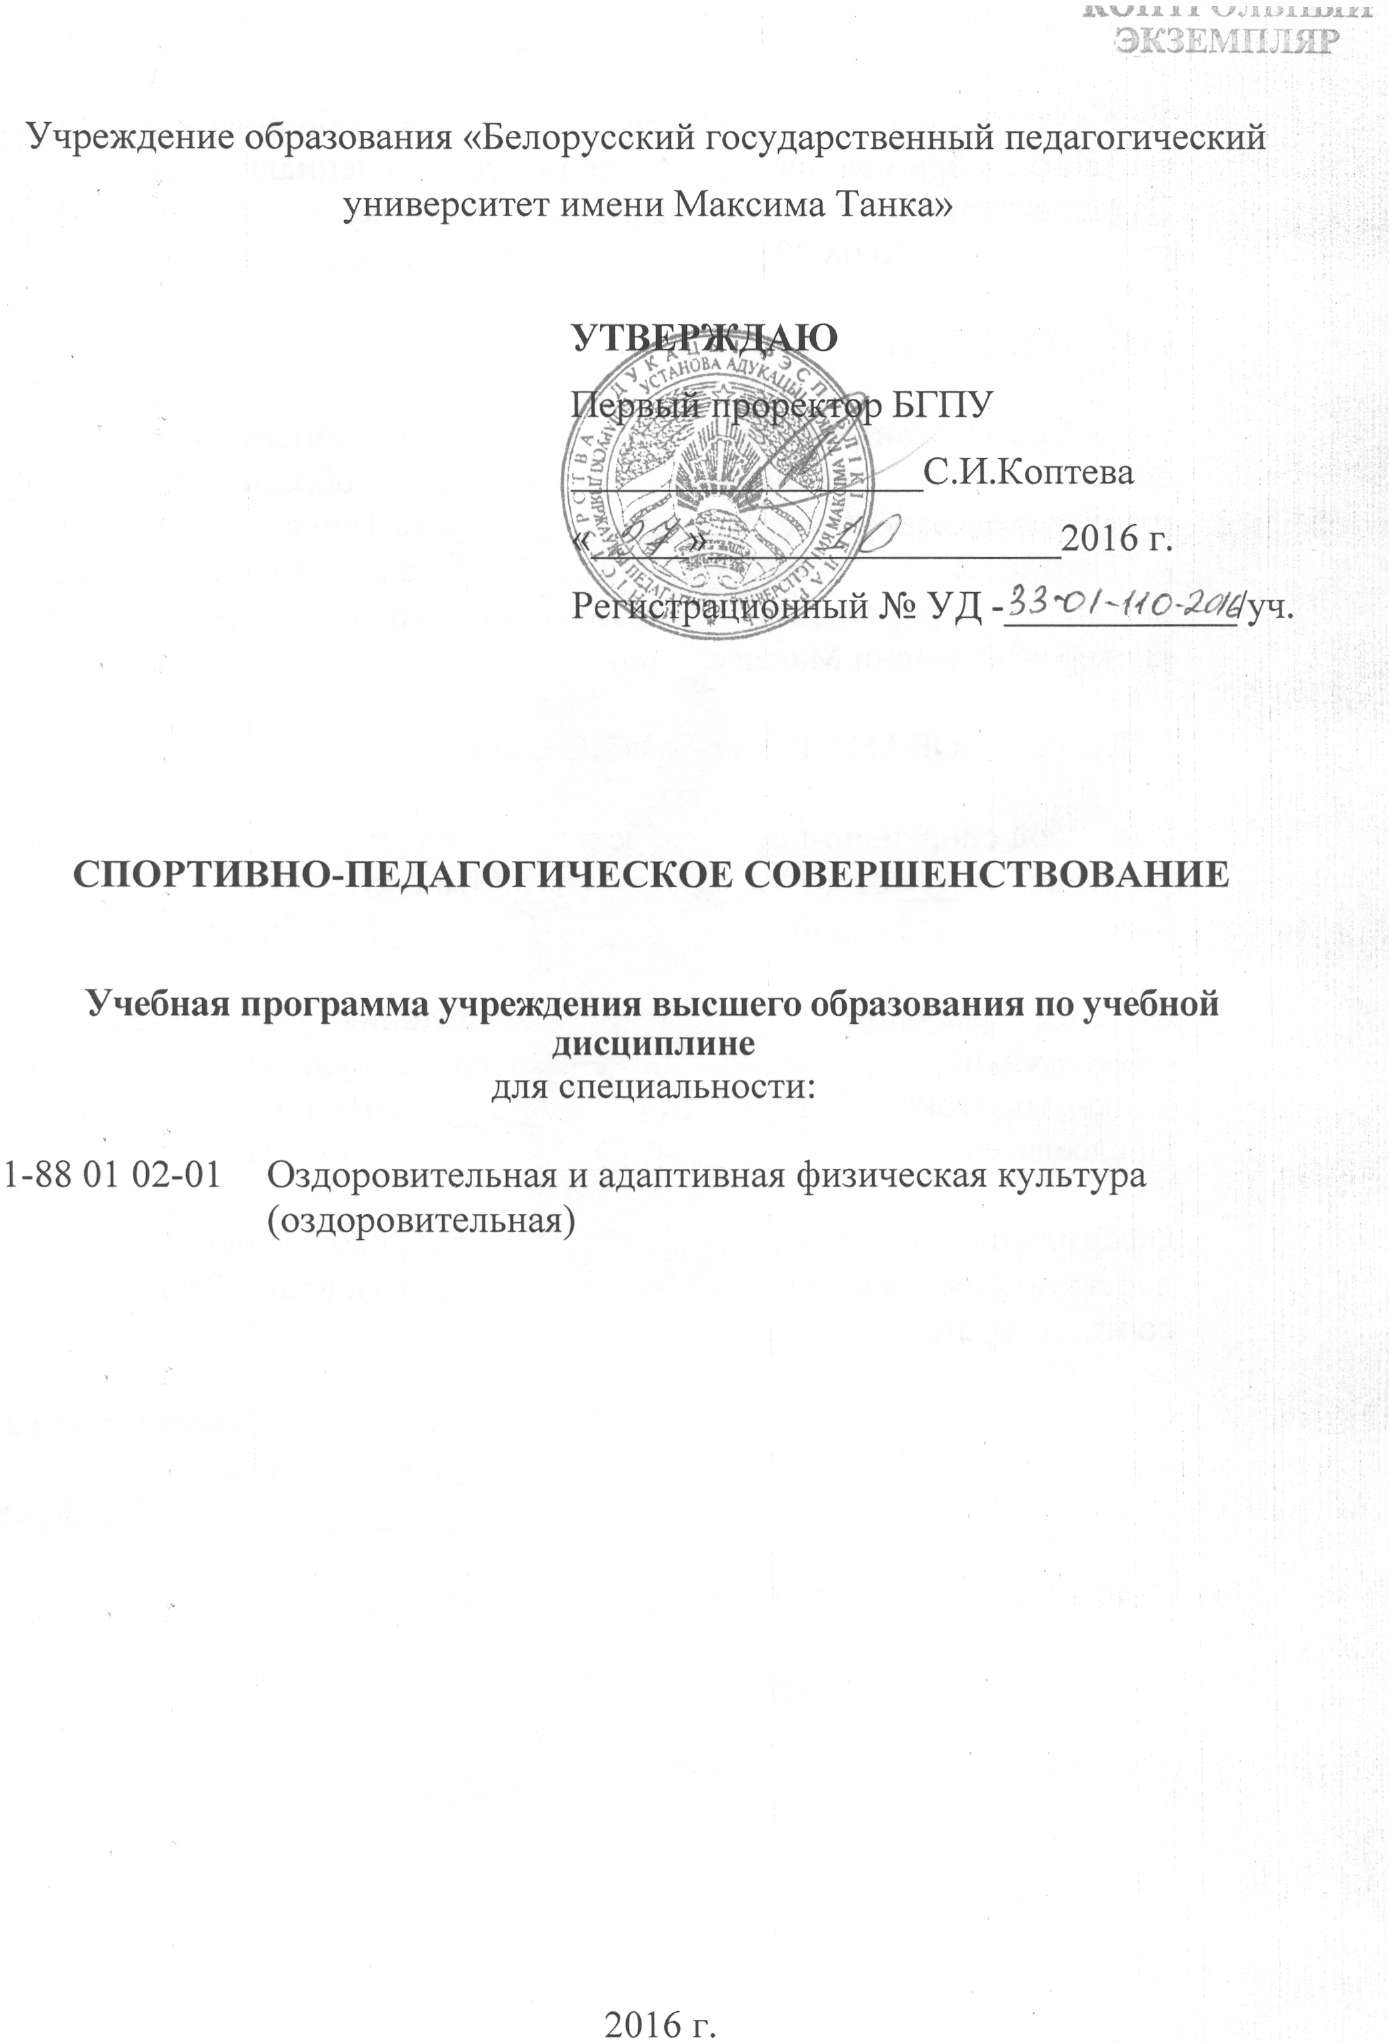 КОНТРОЛЬНЫЙ
ЭКЗЕМПЛЯР
Учреждение образования «Белорусский государственный педагогический
университет имени Максима Танка»
УТВЕРЖДАЮ
Первый проректор БГПУ
С.И.Коптева
« » 10 2016 г.
Регистрационный № УД -33-01-110-2016/уч.
СПОРТИВНО-ПЕДАГОГИЧЕСКОЕ СОВЕРШЕНСТВОВАНИЕ
Учебная программа учреждения высшего образования по учебной
дисциплине
для специальности:
1-88 01 02-01 Оздоровительная и адаптивная физическая культура
(оздоровительная)
2016 г.